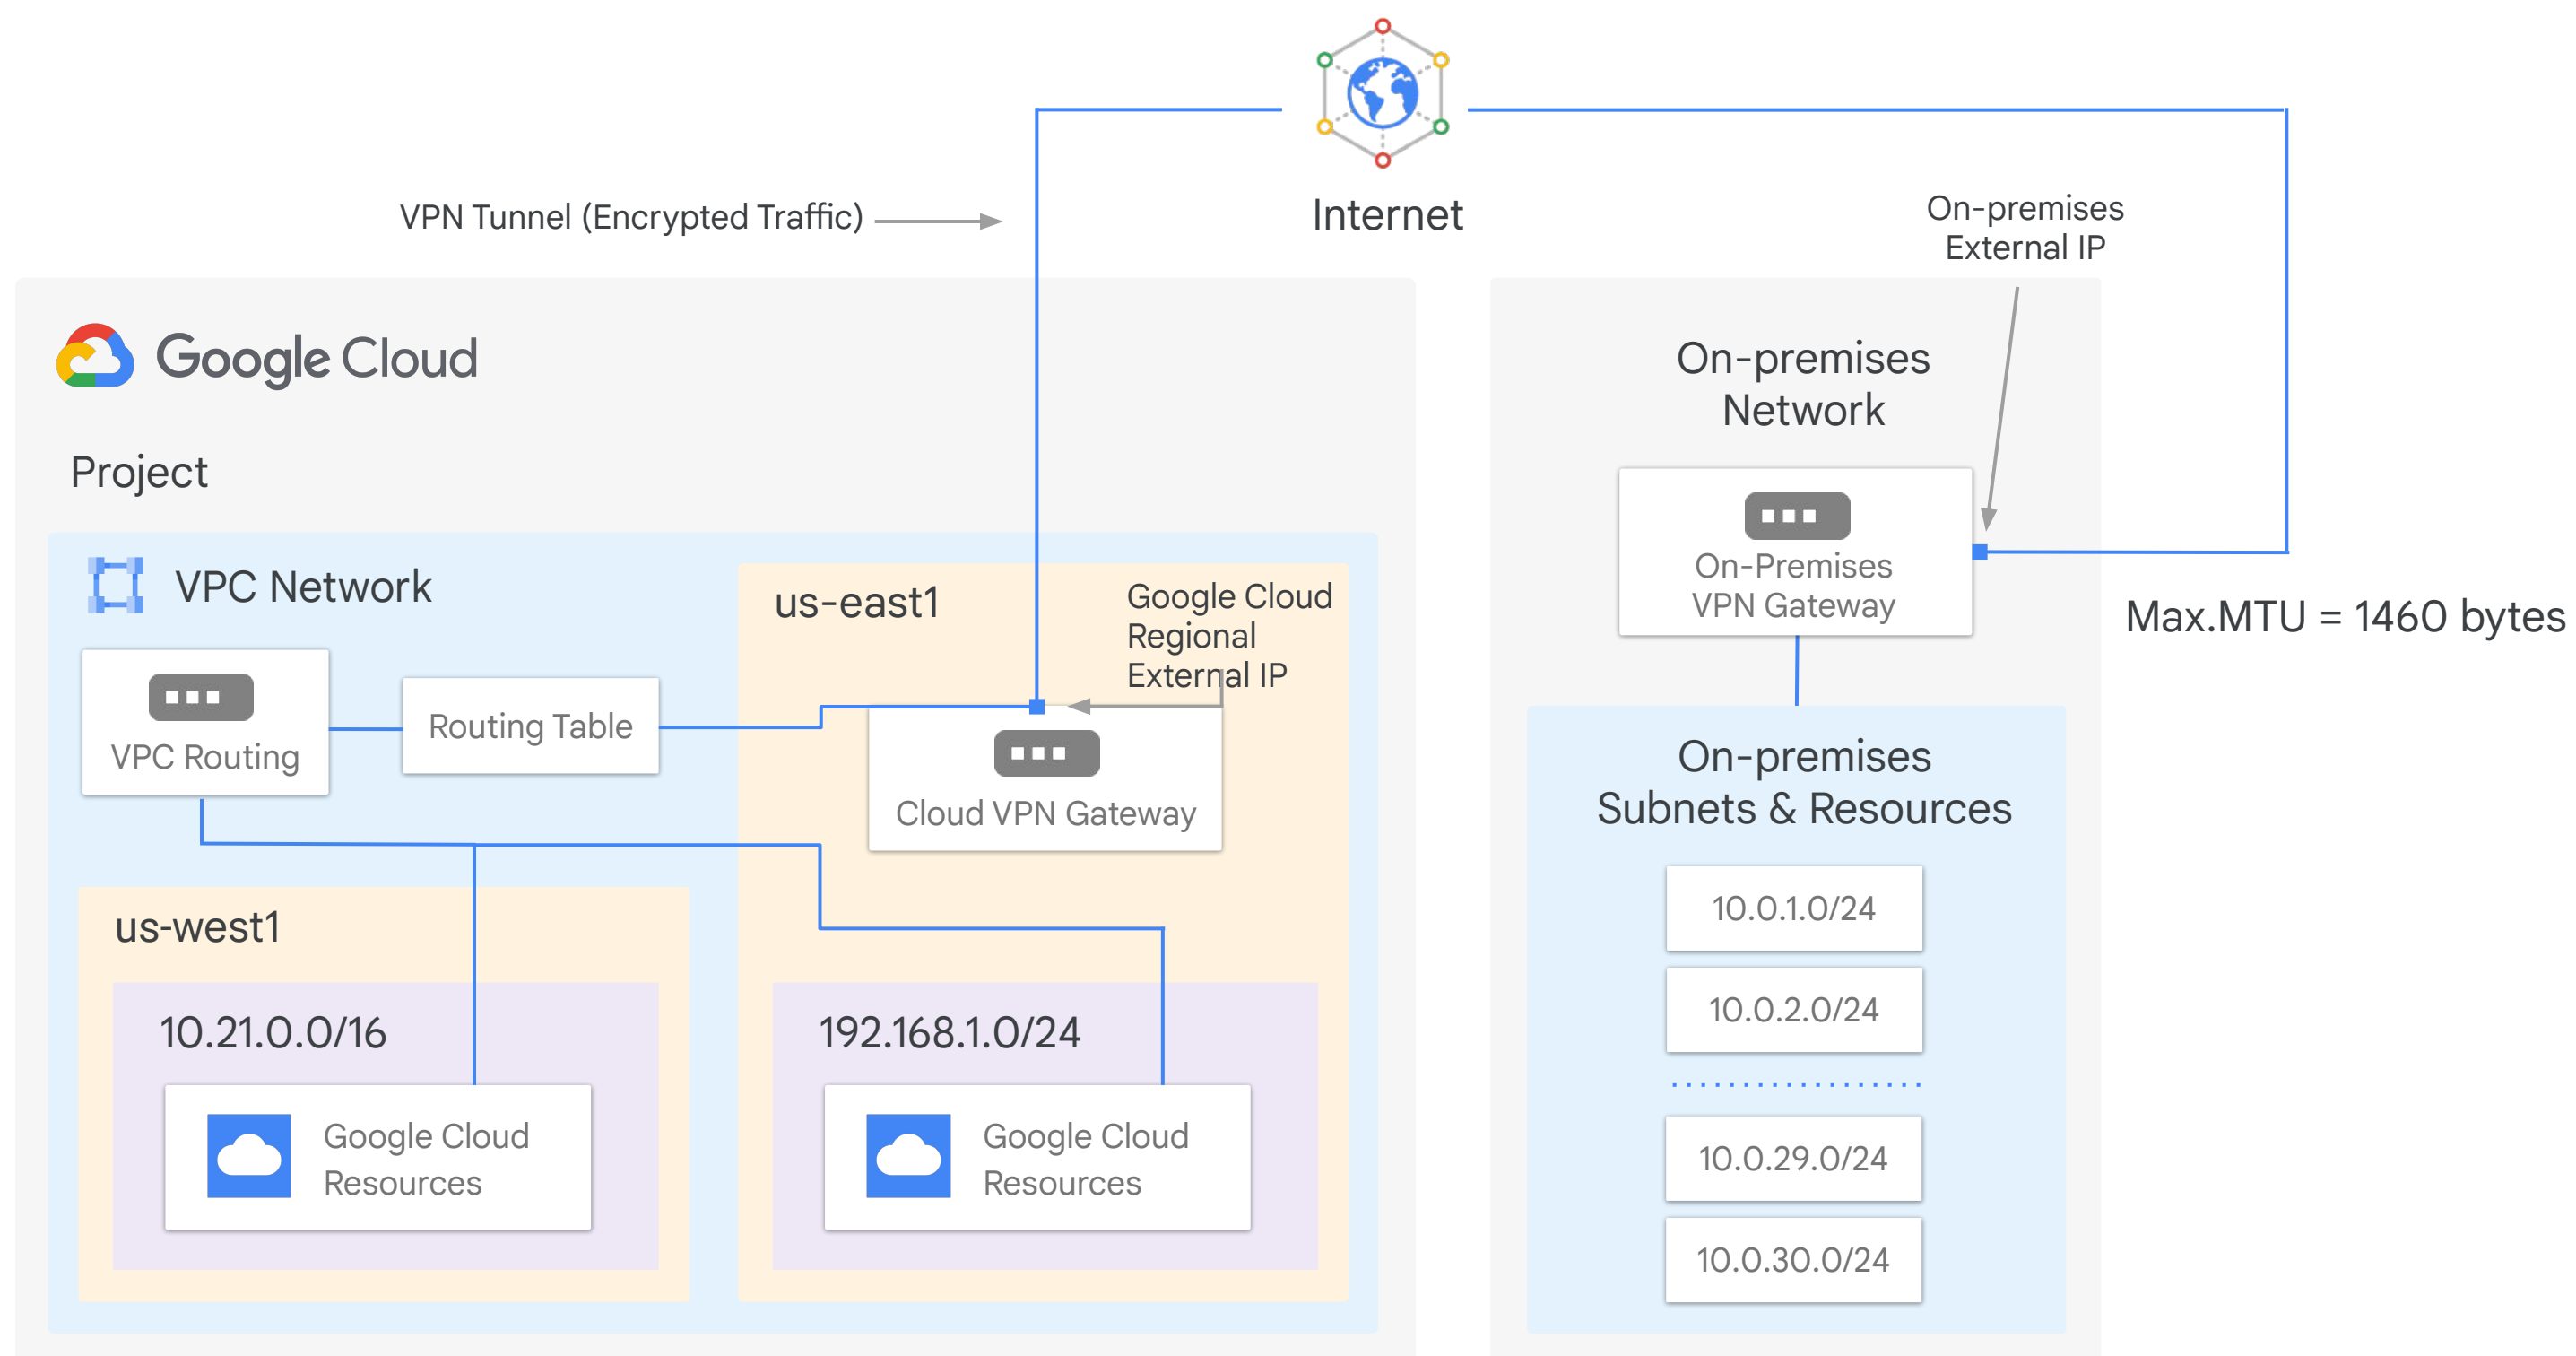 Internet
VPN Tunnel (Encrypted Traffic)
On-premises
External IP
Google Cloud
Project
VPC Network
VPC Routing
Routing Table
us-east1
Google Cloud
Regional
External IP
Cloud VPN Gateway
us-west1
10.21.0.0/16
Google Cloud
Resources
192.168.1.0/24
Google Cloud
Resources
On-premises
Network
On-Premises
VPN Gateway
Max.MTU = 1460 bytes
On-premises
Subnets & Resources
10.0.1.0/24
10.0.2.0/24
10.0.29.0/24
10.0.30.0/24